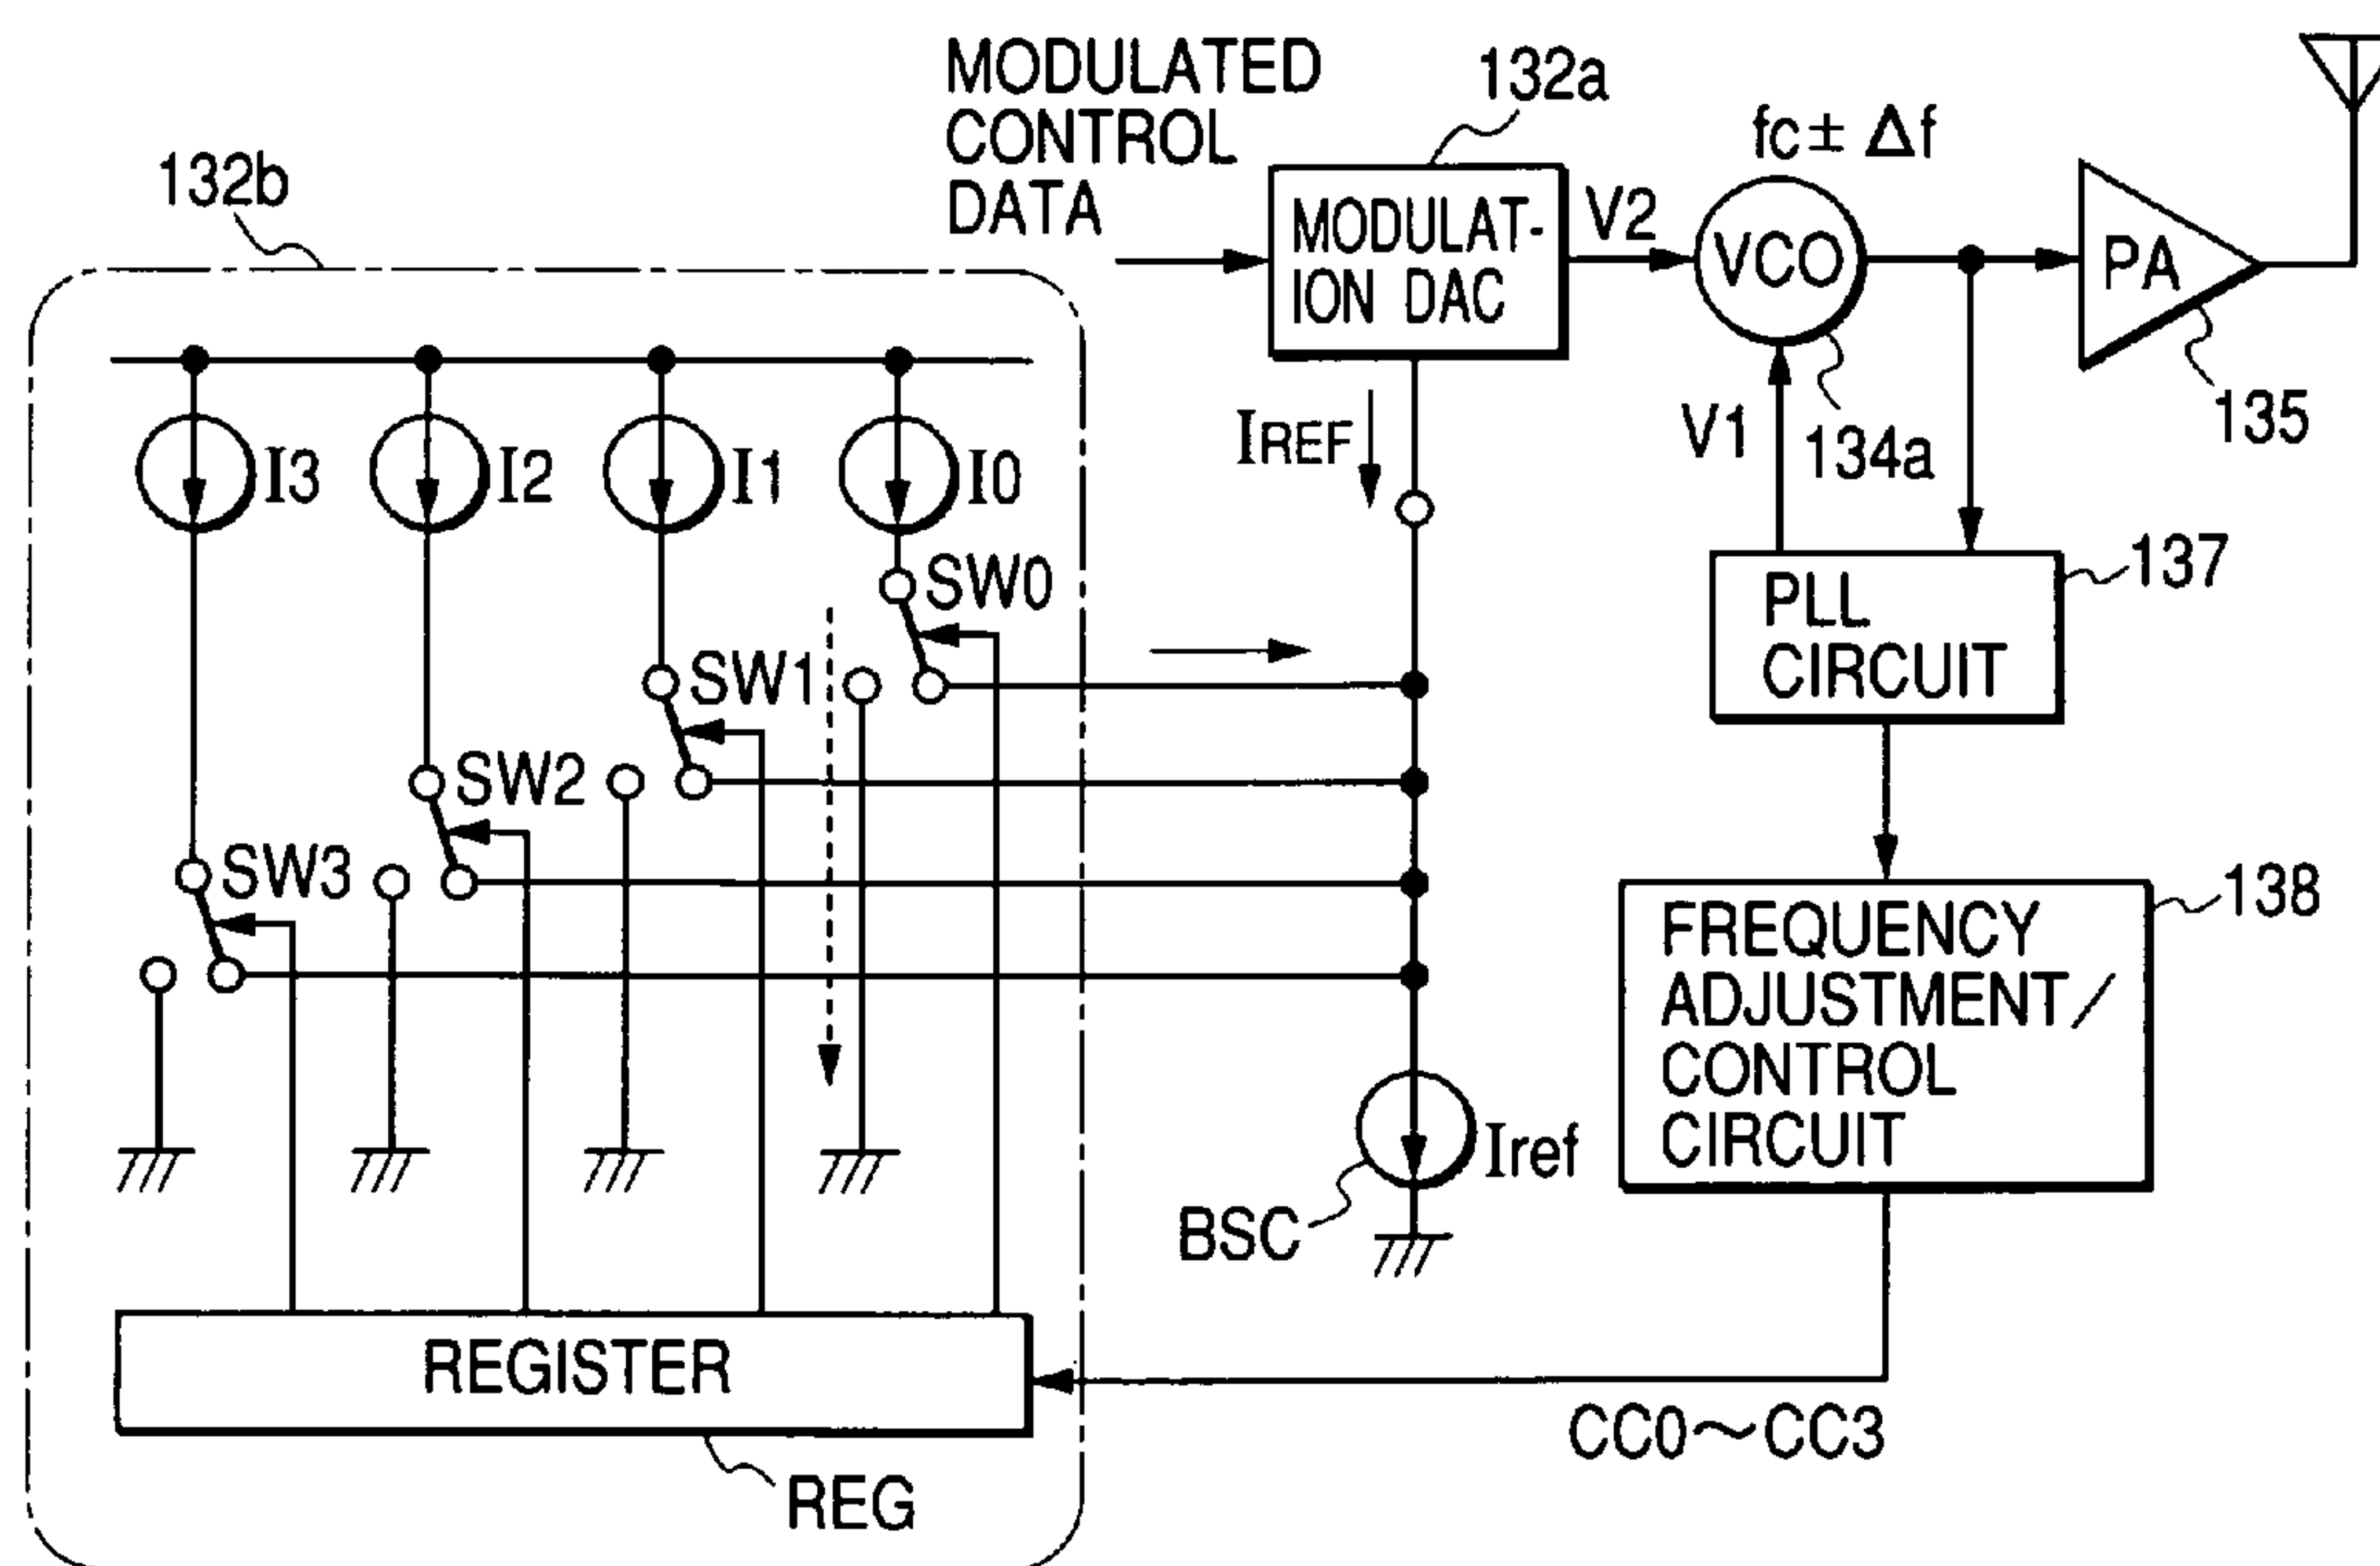 MODULATED
CONTROL
DATA
132a
fc± Δf
132b
MODULAT-
ION DAC
V2
VCO
PA
135
V1
134a
IREF
I3
I2
I1
I0
SW0
SW1
SW2
SW3
PLL
CIRCUIT
137
138
FREQUENCY
ADJUSTMENT/
CONTROL
CIRCUIT
Iref
BSC
REGISTER
REG
CC0~CC3